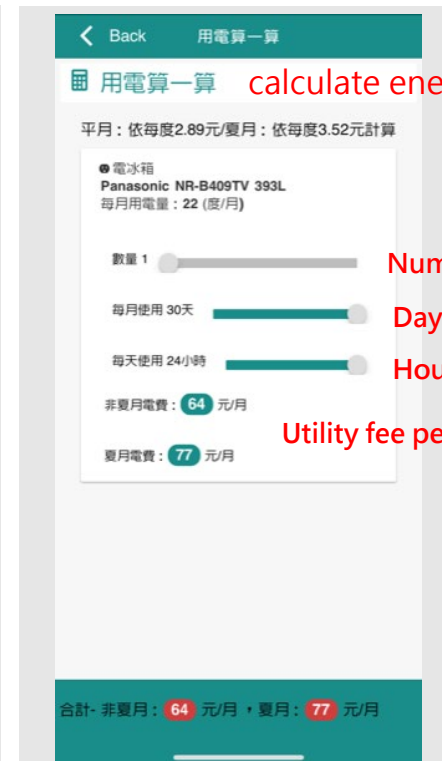 Back 用電算一算
用電算一算 calculate ene
平月：依每度2.89元/夏月：依每度3.52元計算
電冰箱
Panasonic NR-B409TV 393L
每月用電量：22 (度/月)
數量 1 Num
每月使用 30天 Day
每天使用 24小時 Hou
非夏月電費： 64 元/月
Utility fee pe
夏月電費： 77 元/月
合計- 非夏月： 64 元/月，夏月： 77 元/月